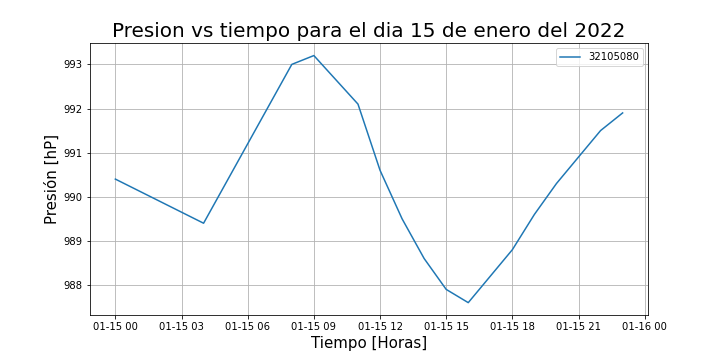 Presion vs tiempo para el dia 15 de enero del 2022
32105080
993
992
991
990
989
988
Presión [hP]
01-15 00 01-15 03 01-15 06 01-15 09 01-15 12 01-15 15 01-15 18 01-15 21 01-16 00
Tiempo [Horas]